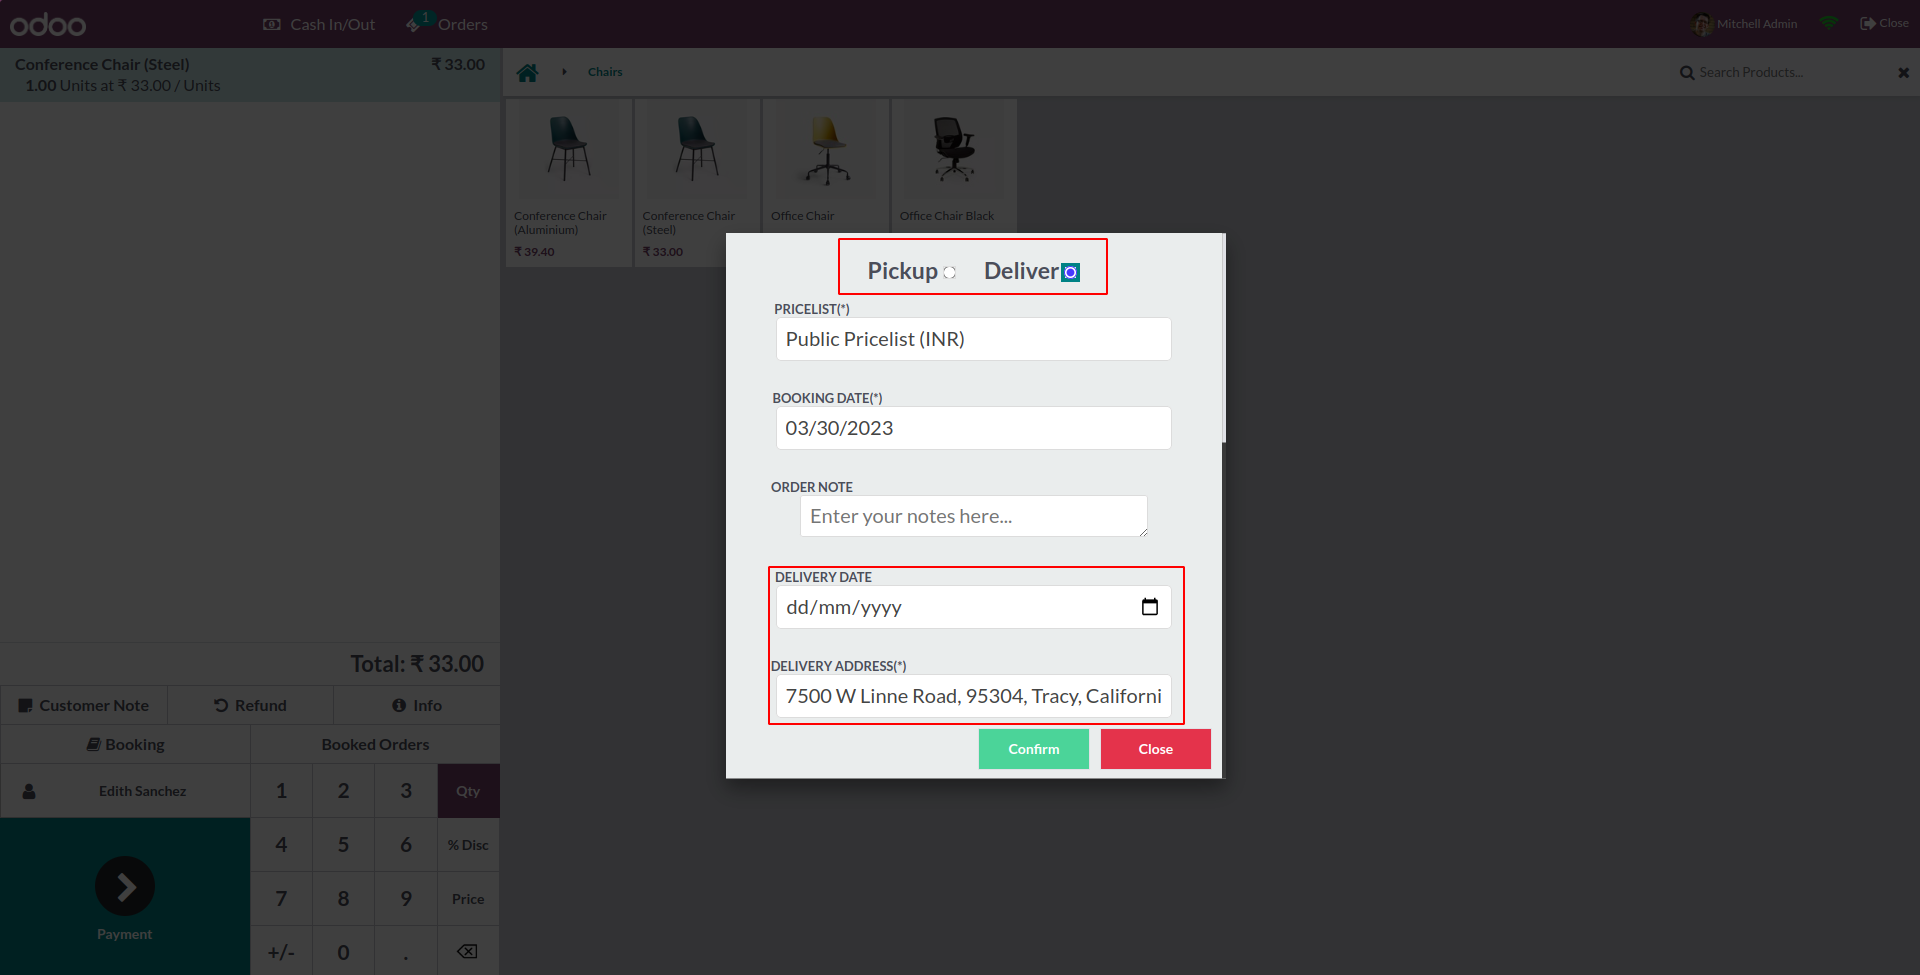 odoo
Cash In/Out
1
Orders
Mitchell Admin
Close
Conference Chair (Steel)
₹ 33.00
1.00 Units at ₹ 33.00 / Units
Chairs
Search Products...
Conference Chair
(Aluminium)
₹ 39.40
Conference Chair
(Steel)
₹ 33.00
Office Chair
Office Chair Black
Pickup
Deliver
PRICELIST(*)
Public Pricelist (INR)
BOOKING DATE(*)
03/30/2023
ORDER NOTE
Enter your notes here...
DELIVERY DATE
dd/mm/yyyy
DELIVERY ADDRESS(*)
7500 W Linne Road, 95304, Tracy, Californi
Confirm
Close
Total: ₹ 33.00
Customer Note
Refund
Info
Booking
Booked Orders
Edith Sanchez
1 2 3 Qty
4 5 6 % Disc
7 8 9 Price
+/- 0 .
Payment